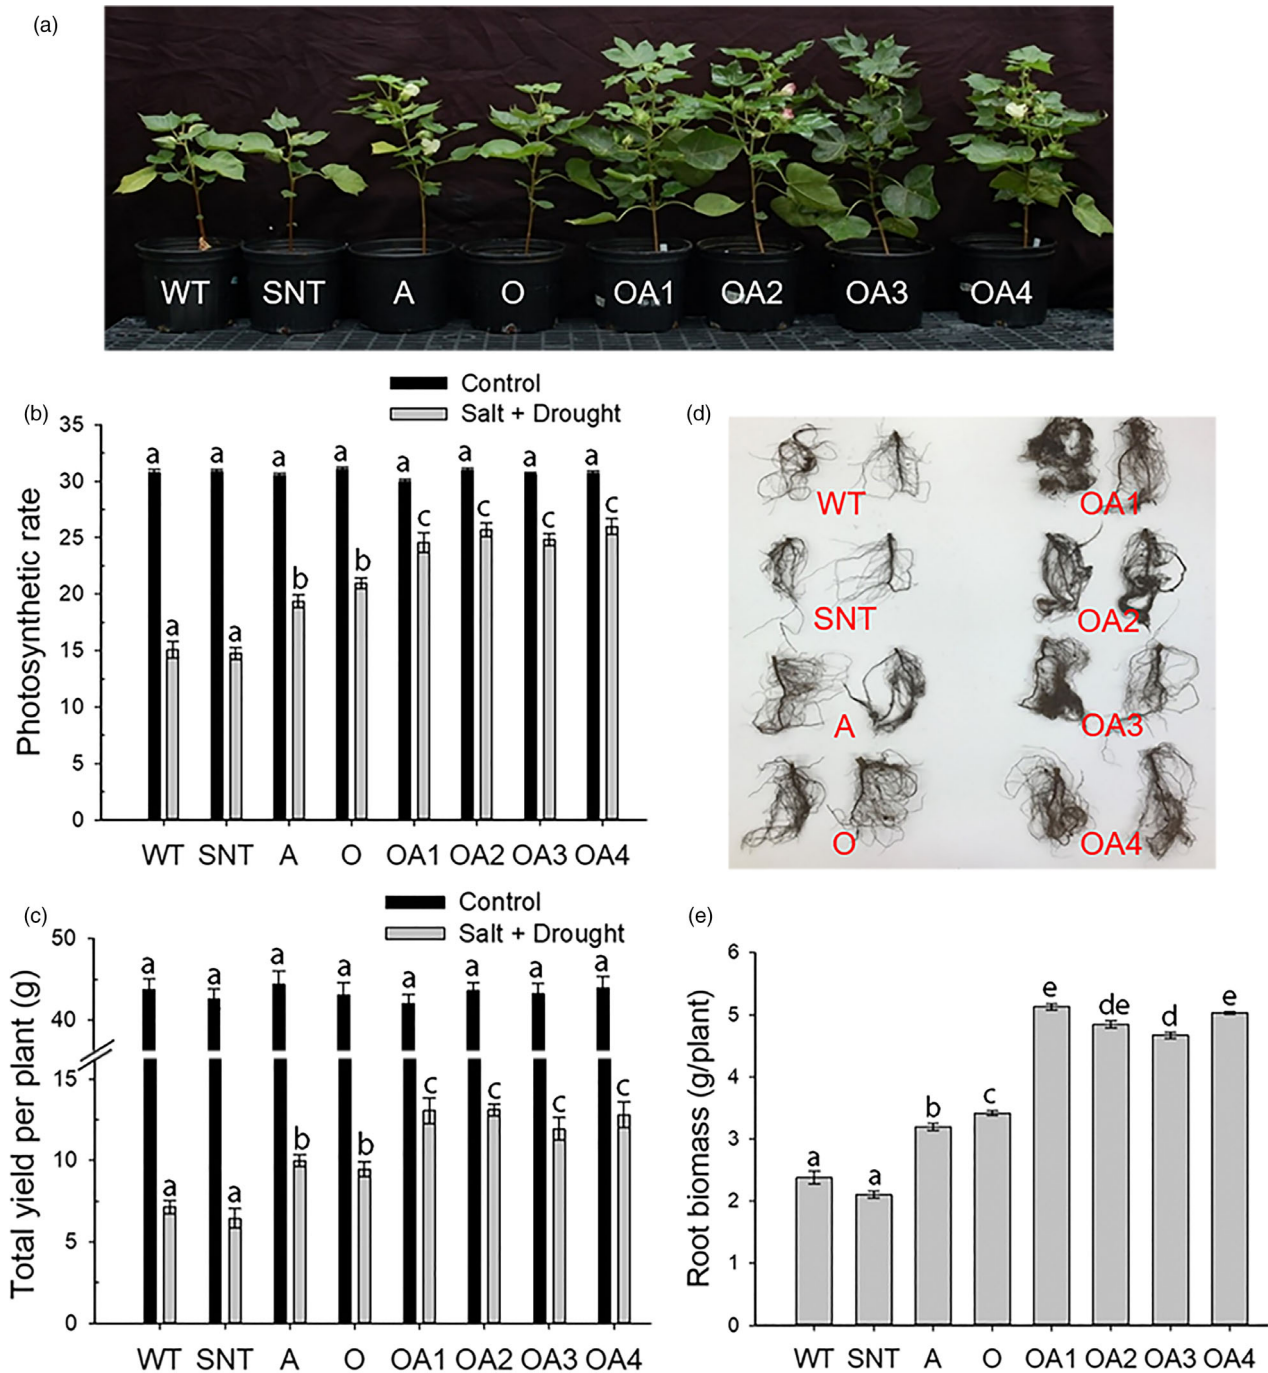 (a)
WT SNT A O OA1 OA2 OA3 OA4
(b)
Control
Salt + Drought
Photosynthetic rate
35
30
25
20
15
10
5
0
a a a a a a a a
a a b b c c c c
WT SNT A O OA1 OA2 OA3 OA4
(d)
WT OA1
SNT OA2
A OA3
O OA4
(c)
Control
Salt + Drought
Total yield per plant (g)
50
40
15
10
5
0
a a a a a a a a
a a b b c c c c
WT SNT A O OA1 OA2 OA3 OA4
(e)
Root biomass (g/plant)
6
5
4
3
2
1
0
a a b c e de d e
WT SNT A O OA1 OA2 OA3 OA4